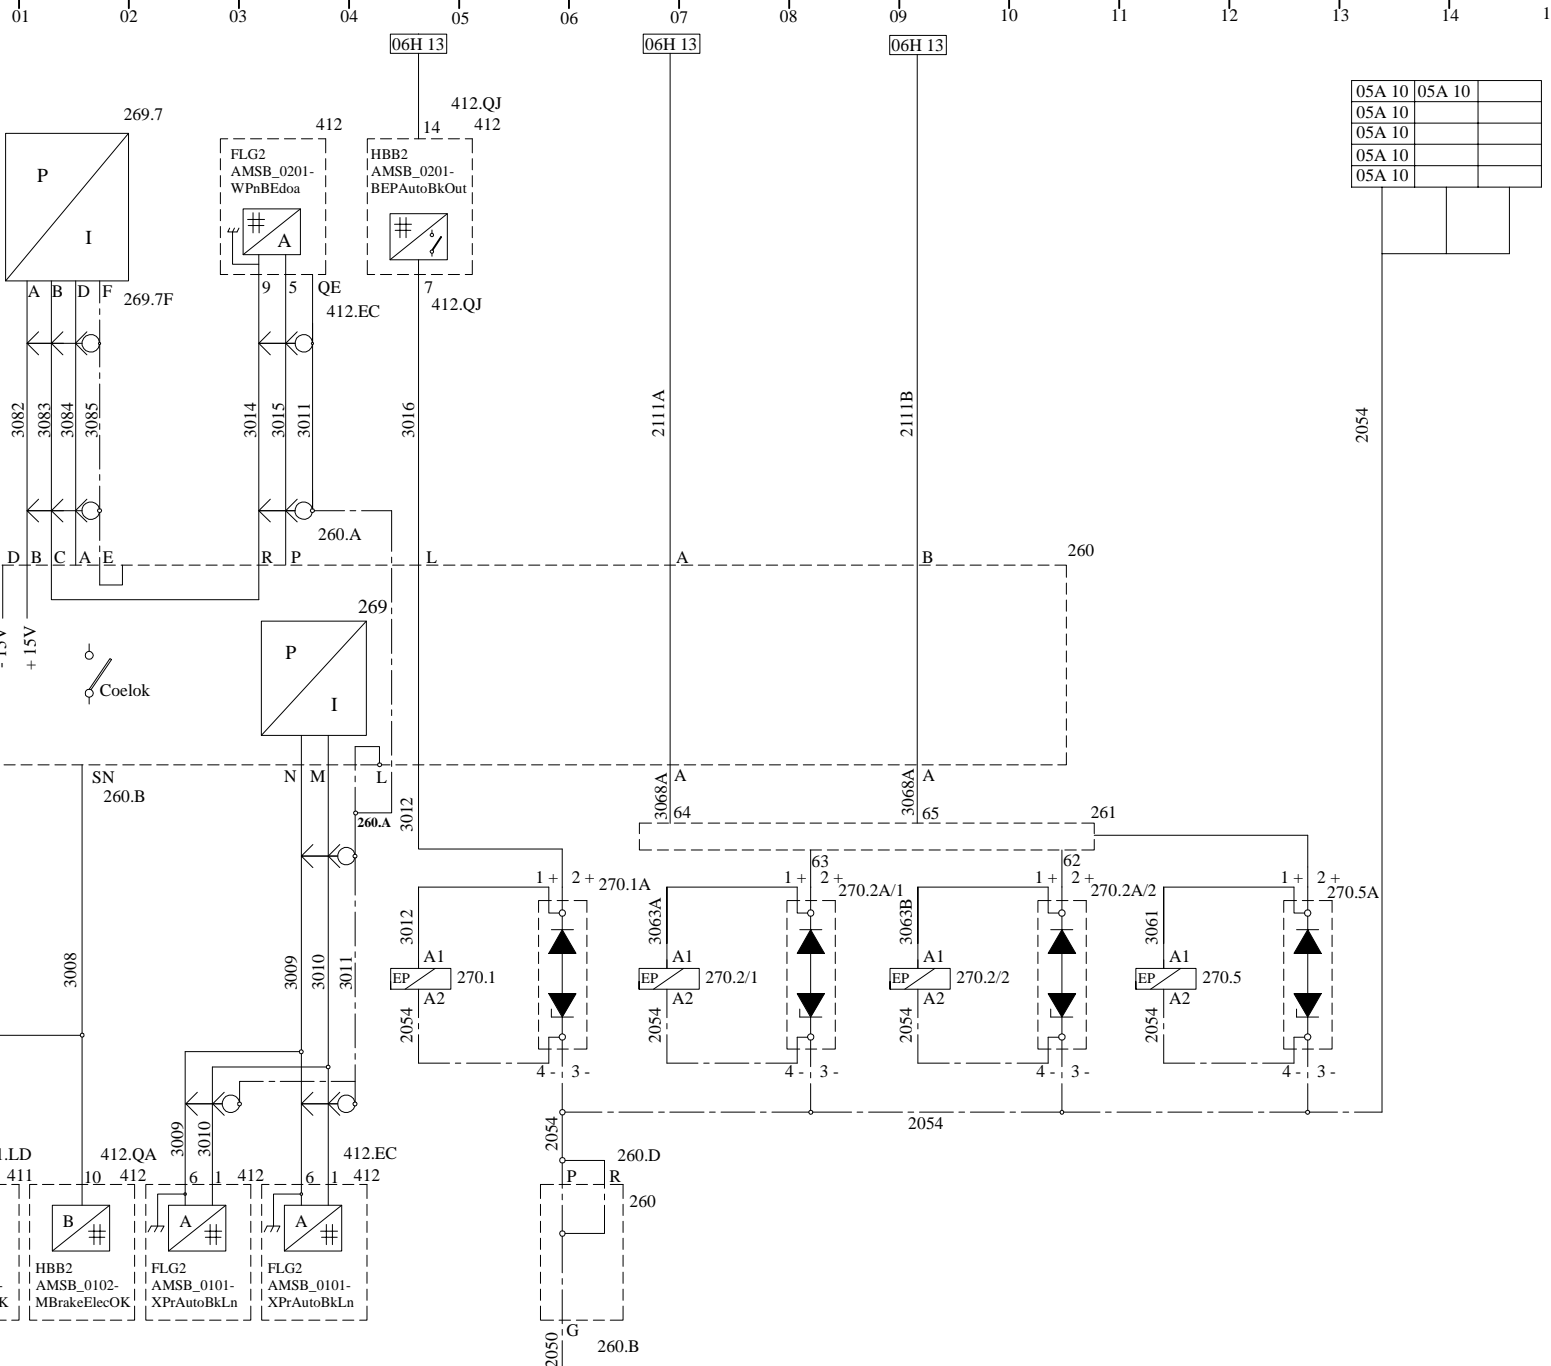 01 02 03 04 05 06 07 08 09 10 11 12 13 14 1
06H 13 06H 13 06H 13
05A 10 05A 10
05A 10
05A 10
05A 10
05A 10
269.7
P
I
A B D F
269.7F
412
FLG2
AMSB_0201-
WPnBEdoa
A
9 5 QE
412.EC
412.QJ
14 412
HBB2
AMSB_0201-
BEPAutoBkOut
7
412.QJ
3082 3083 3084 3085
3014 3015 3011
3016
2111A
2111B
2054
260.A
D B C A E
R P
L
A
B
260
- 15V
+ 15V
Coelok
269
P
I
SN
260.B
N M L
260.A
3012
3068A A
64
3068A A
65
261
63
62
1 + 2 + 270.1A
1 + 2 + 270.2A/1
1 + 2 + 270.2A/2
1 + 2 + 270.5A
3008
3009 3010 3011
3012
A1
EP 270.1
A2
2054
4 - 3 -
3063A
A1
EP 270.2/1
A2
2054
4 - 3 -
3063B
A1
EP 270.2/2
A2
2054
4 - 3 -
3061
A1
EP 270.5
A2
2054
4 - 3 -
2054
2054
3009 3010
.LD
411
412.QA
10 412
B
HBB2
AMSB_0102-
MBrakeElecOK
6 1 412
A
FLG2
AMSB_0101-
XPrAutoBkLn
412.EC
6 1 412
A
FLG2
AMSB_0101-
XPrAutoBkLn
-
K
260.D
P R
260
G
260.B
2050